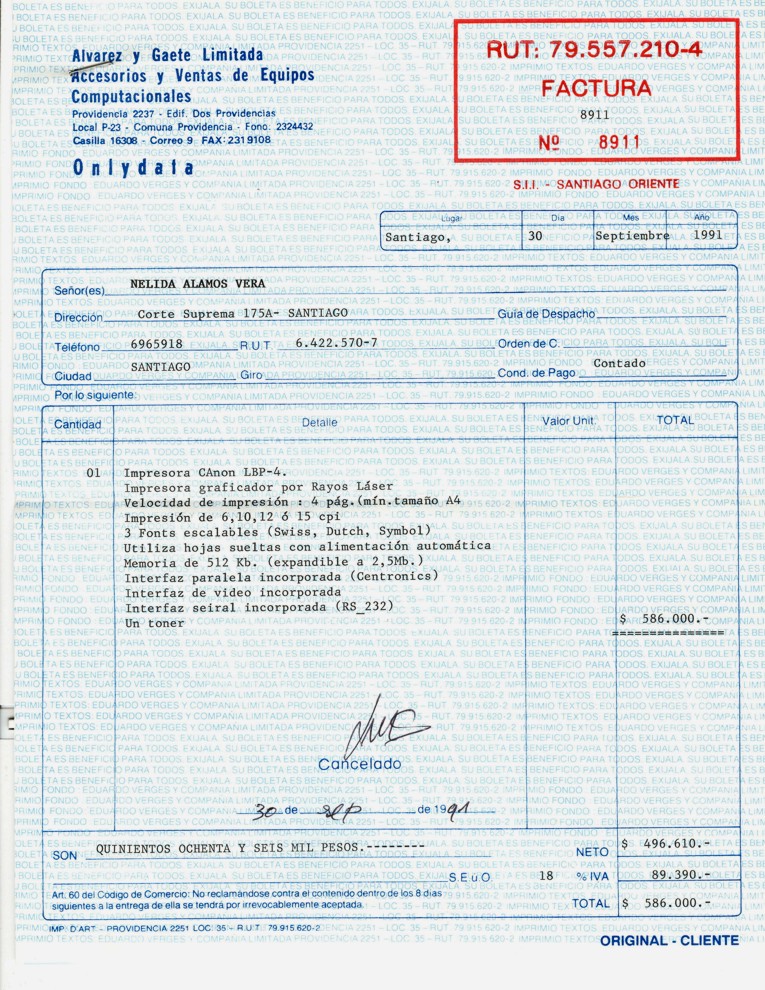 Alvarez y Gaete Limitada
Accesorios y Ventas de Equipos
Computacionales
Providencia 2237 - Edif. Dos Providencias
Local P-23 - Comuna Providencia - Fono: 2324432
Casilla 16308 - Correo 9 FAX: 2319108
Onlydata
RUT: 79.557.210-4
FACTURA
8911
Nº 8911
S.I.I. - SANTIAGO ORIENTE
Lugar Dia Mes Año
Santiago, 30 Septiembre 1991
Señor(es) NELIDA ALAMOS VERA
Dirección Corte Suprema 175A- SANTIAGO Guía de Despacho
Teléfono 6965918 R.U.T. 6.422.570-7 Orden de C.
Ciudad SANTIAGO Giro Cond. de Pago Contado
Por lo siguiente:
Cantidad Detalle Valor Unit. TOTAL
01 Impresora CAnon LBP-4.
Impresora graficador por Rayos Láser
Velocidad de impresión : 4 pág.(mín.tamaño A4
Impresión de 6,10,12 ó 15 cpi
3 Fonts escalables (Swiss, Dutch, Symbol)
Utiliza hojas sueltas con alimentación automática
Memoria de 512 Kb. (expandible a 2,5Mb.)
Interfaz paralela incorporada (Centronics)
Interfaz de video incorporada
Interfaz seiral incorporada (RS_232)
Un toner $ 586.000.-
===============
Cancelado
30 de sep de 1991
SON QUINIENTOS OCHENTA Y SEIS MIL PESOS.--------
NETO $ 496.610.-
S.E.u O. 18 % IVA 89.390.-
Art. 60 del Codigo de Comercio: No reclamándose contra el contenido dentro de los 8 días
siguientes a la entrega de ella se tendrá por irrevocablemente aceptada.
TOTAL $ 586.000.-
IMP. D'ART - PROVIDENCIA 2251 LOC. 35 - R.U.T. 79.915.620-2
ORIGINAL - CLIENTE